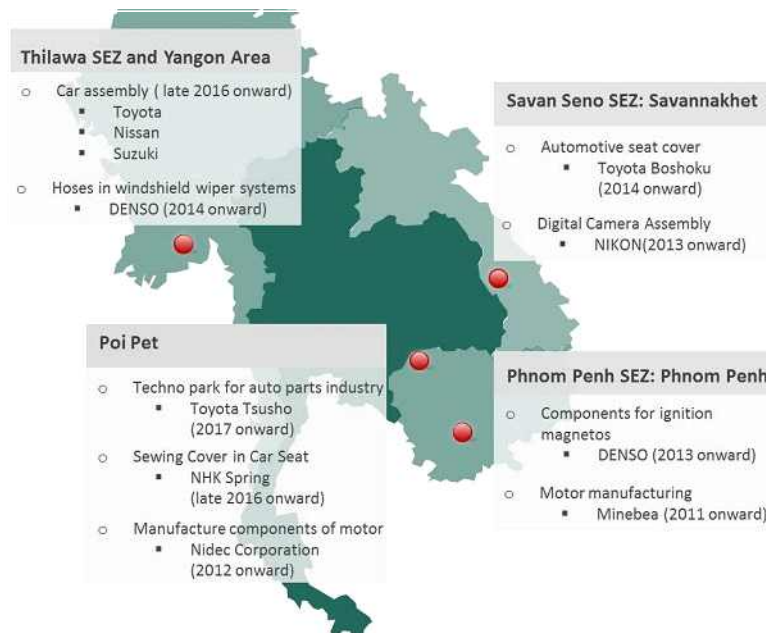 Thilawa SEZ and Yangon Area
○ Car assembly ( late 2016 onward)
▪ Toyota
▪ Nissan
▪ Suzuki
○ Hoses in windshield wiper systems
▪ DENSO (2014 onward)
Savan Seno SEZ: Savannakhet
○ Automotive seat cover
▪ Toyota Boshoku
(2014 onward)
○ Digital Camera Assembly
▪ NIKON(2013 onward)
Poi Pet
○ Techno park for auto parts industry
▪ Toyota Tsusho
(2017 onward)
○ Sewing Cover in Car Seat
▪ NHK Spring
(late 2016 onward)
○ Manufacture components of motor
▪ Nidec Corporation
(2012 onward)
Phnom Penh SEZ: Phnom Penh
○ Components for ignition
magnetos
▪ DENSO (2013 onward)
○ Motor manufacturing
▪ Minebea (2011 onward)